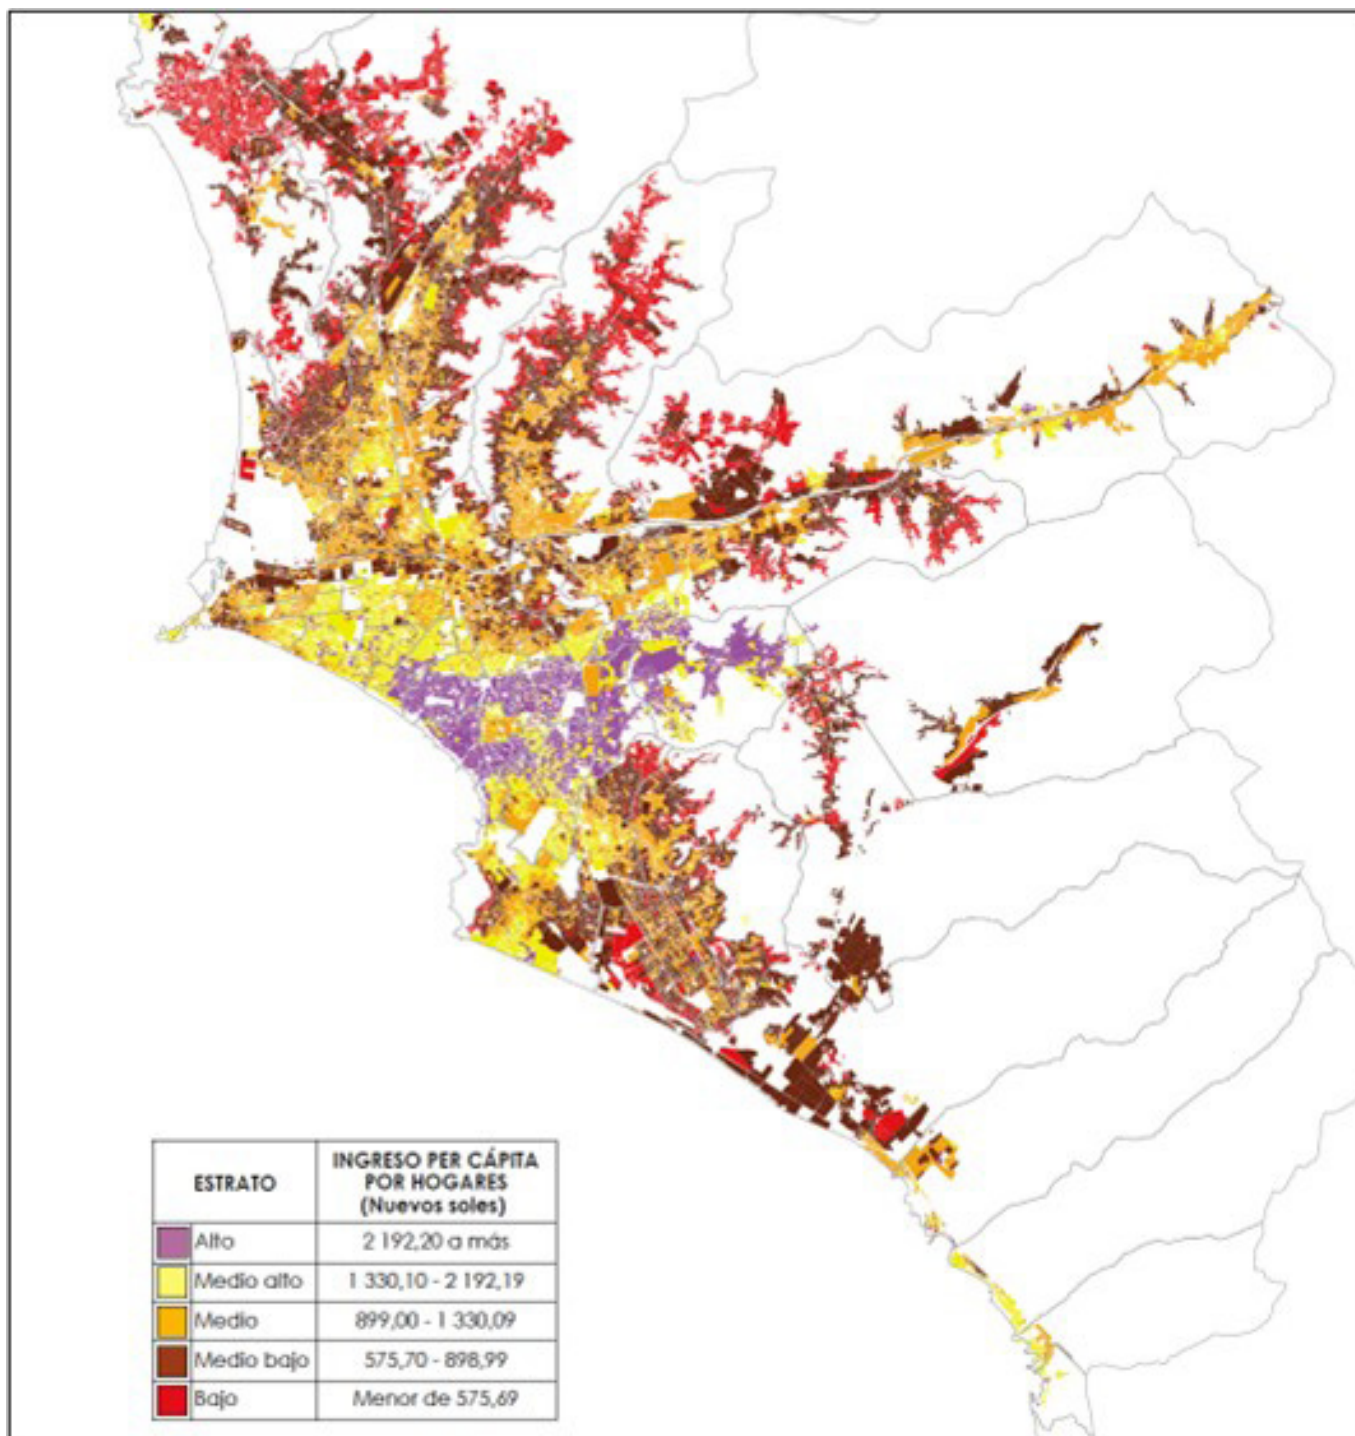 ESTRATO
INGRESO PER CÁPITA
POR HOGARES
(Nuevos soles)
Alto 2 192,20 a más
Medio alto 1 330,10 - 2 192,19
Medio 899,00 - 1 330,09
Medio bajo 575,70 - 898,99
Bajo Menor de 575,69